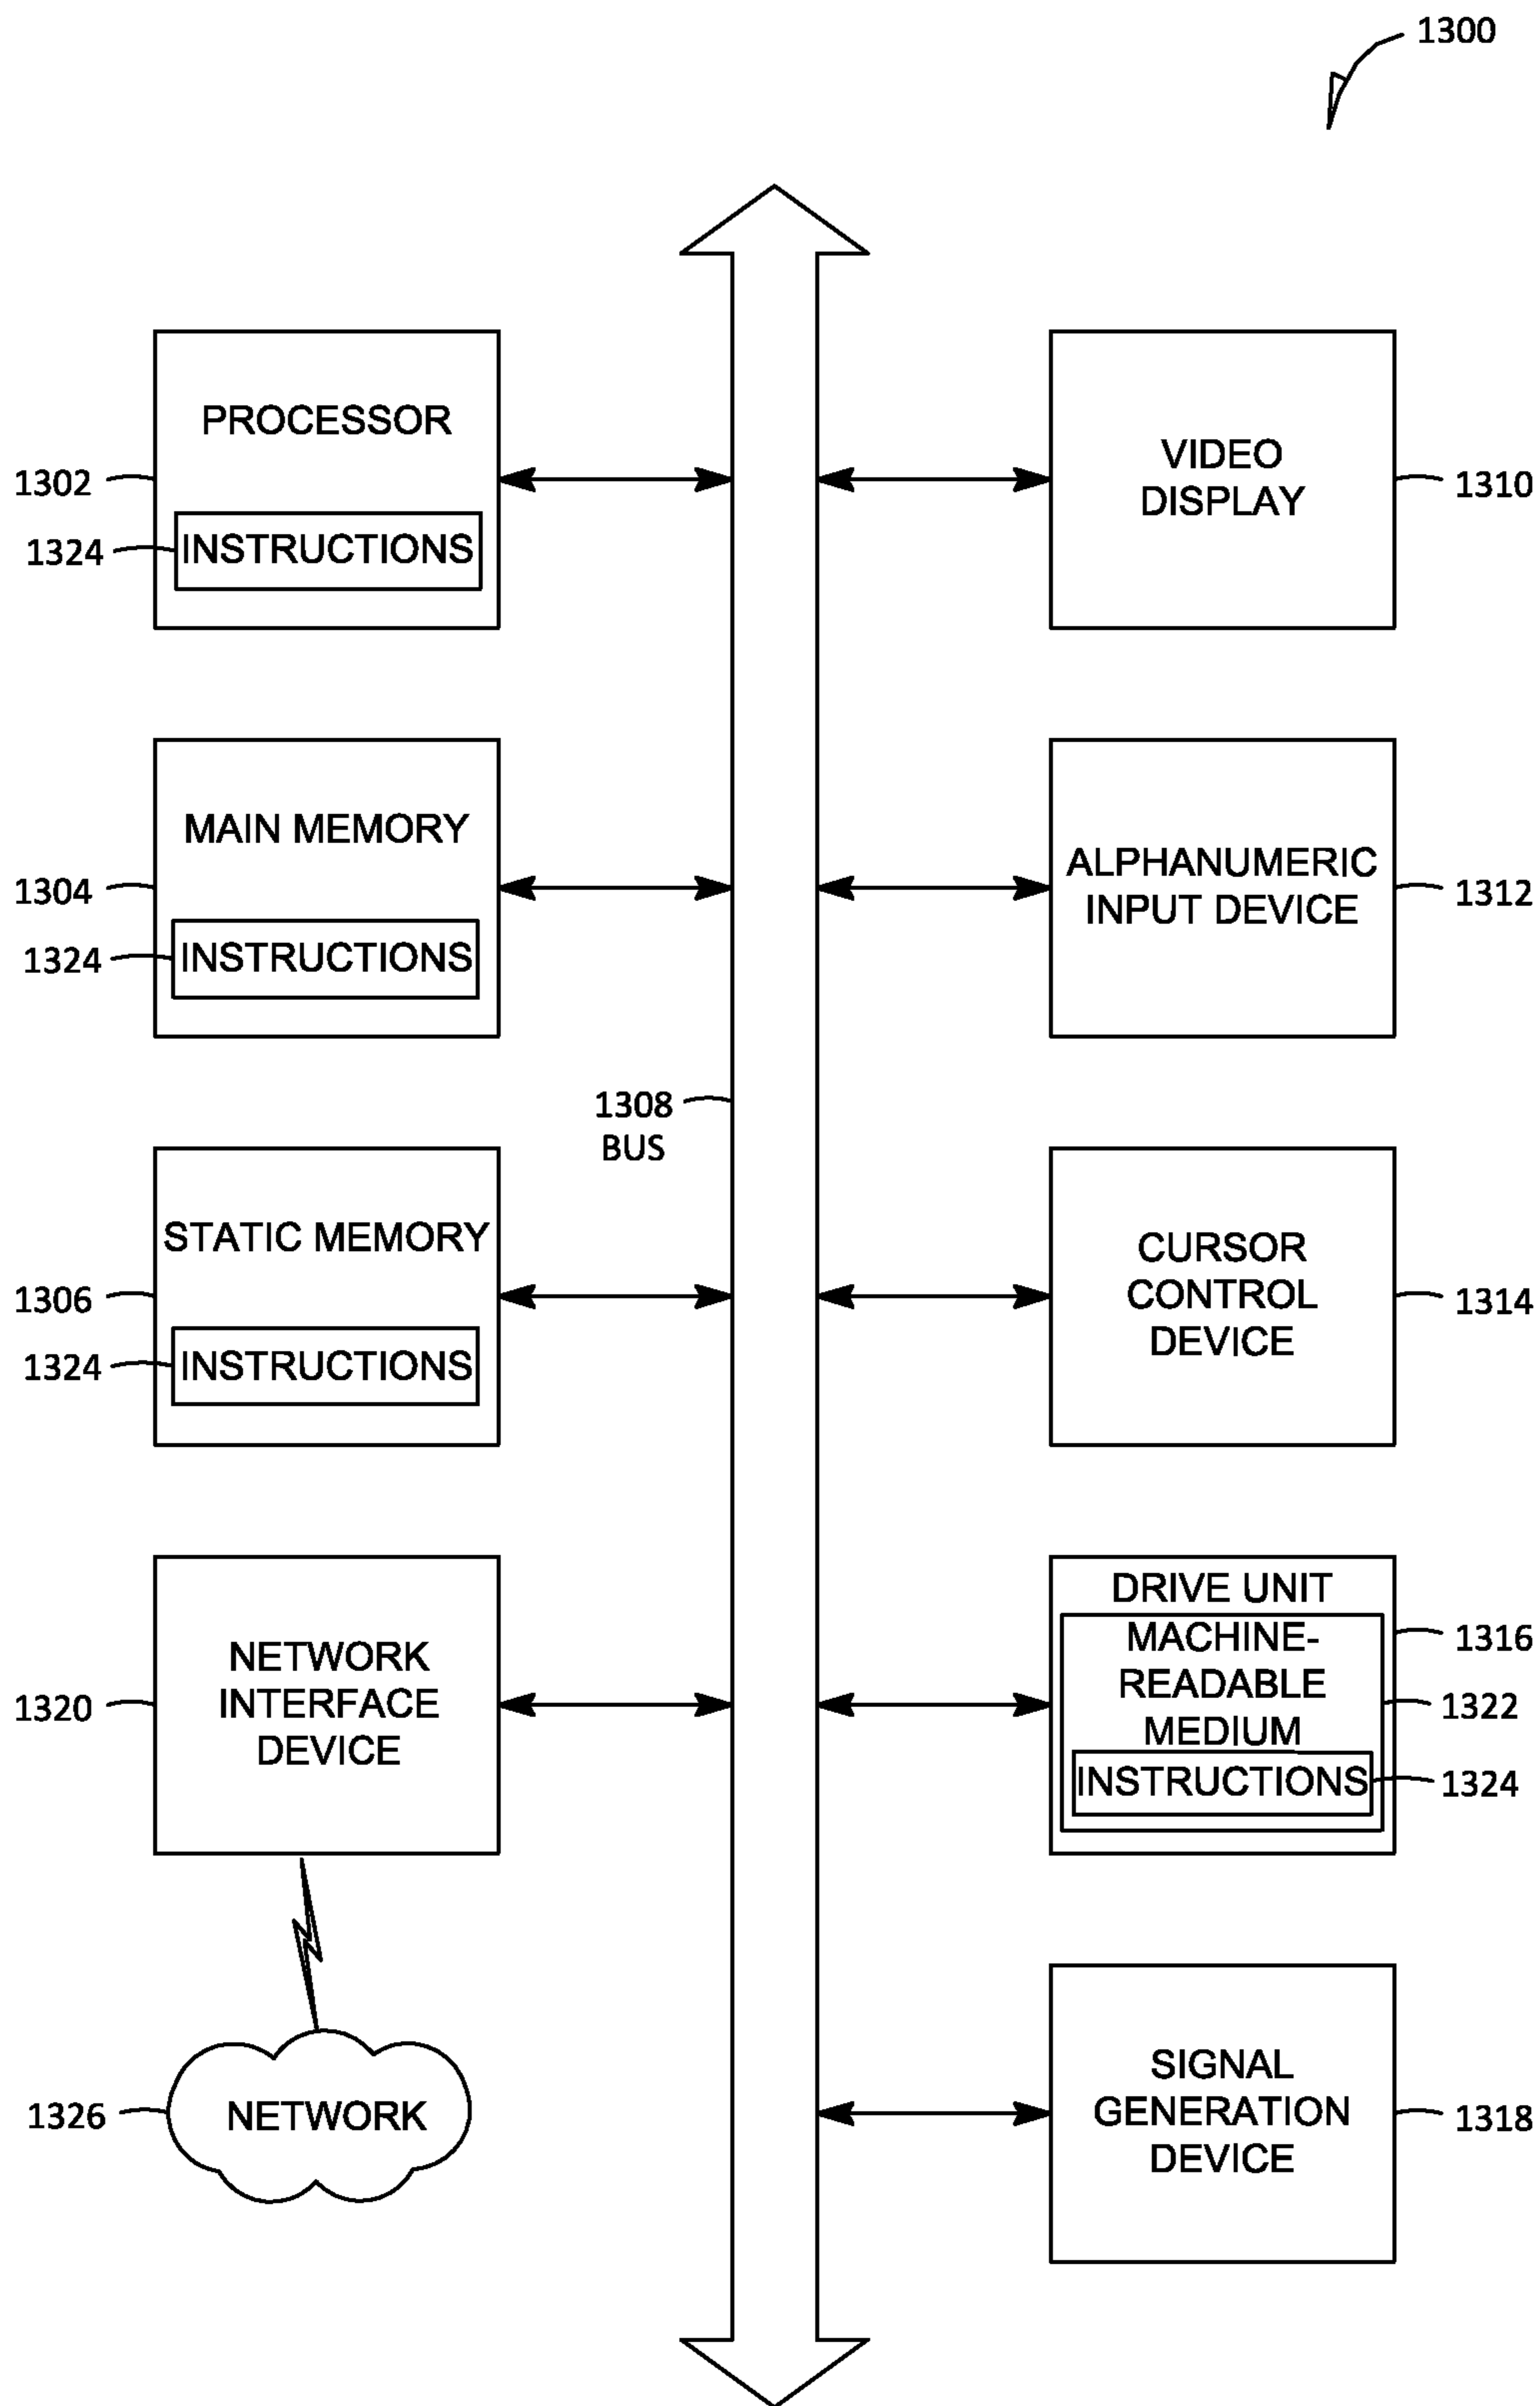 1300
PROCESSOR
1302
1324
INSTRUCTIONS
VIDEO
DISPLAY
1310
MAIN MEMORY
1304
1324
INSTRUCTIONS
ALPHANUMERIC
INPUT DEVICE
1312
1308
BUS
STATIC MEMORY
1306
1324
INSTRUCTIONS
CURSOR
CONTROL
DEVICE
1314
NETWORK
INTERFACE
DEVICE
1320
DRIVE UNIT
MACHINE-
READABLE
MEDIUM
INSTRUCTIONS
1316
1322
1324
NETWORK
1326
SIGNAL
GENERATION
DEVICE
1318